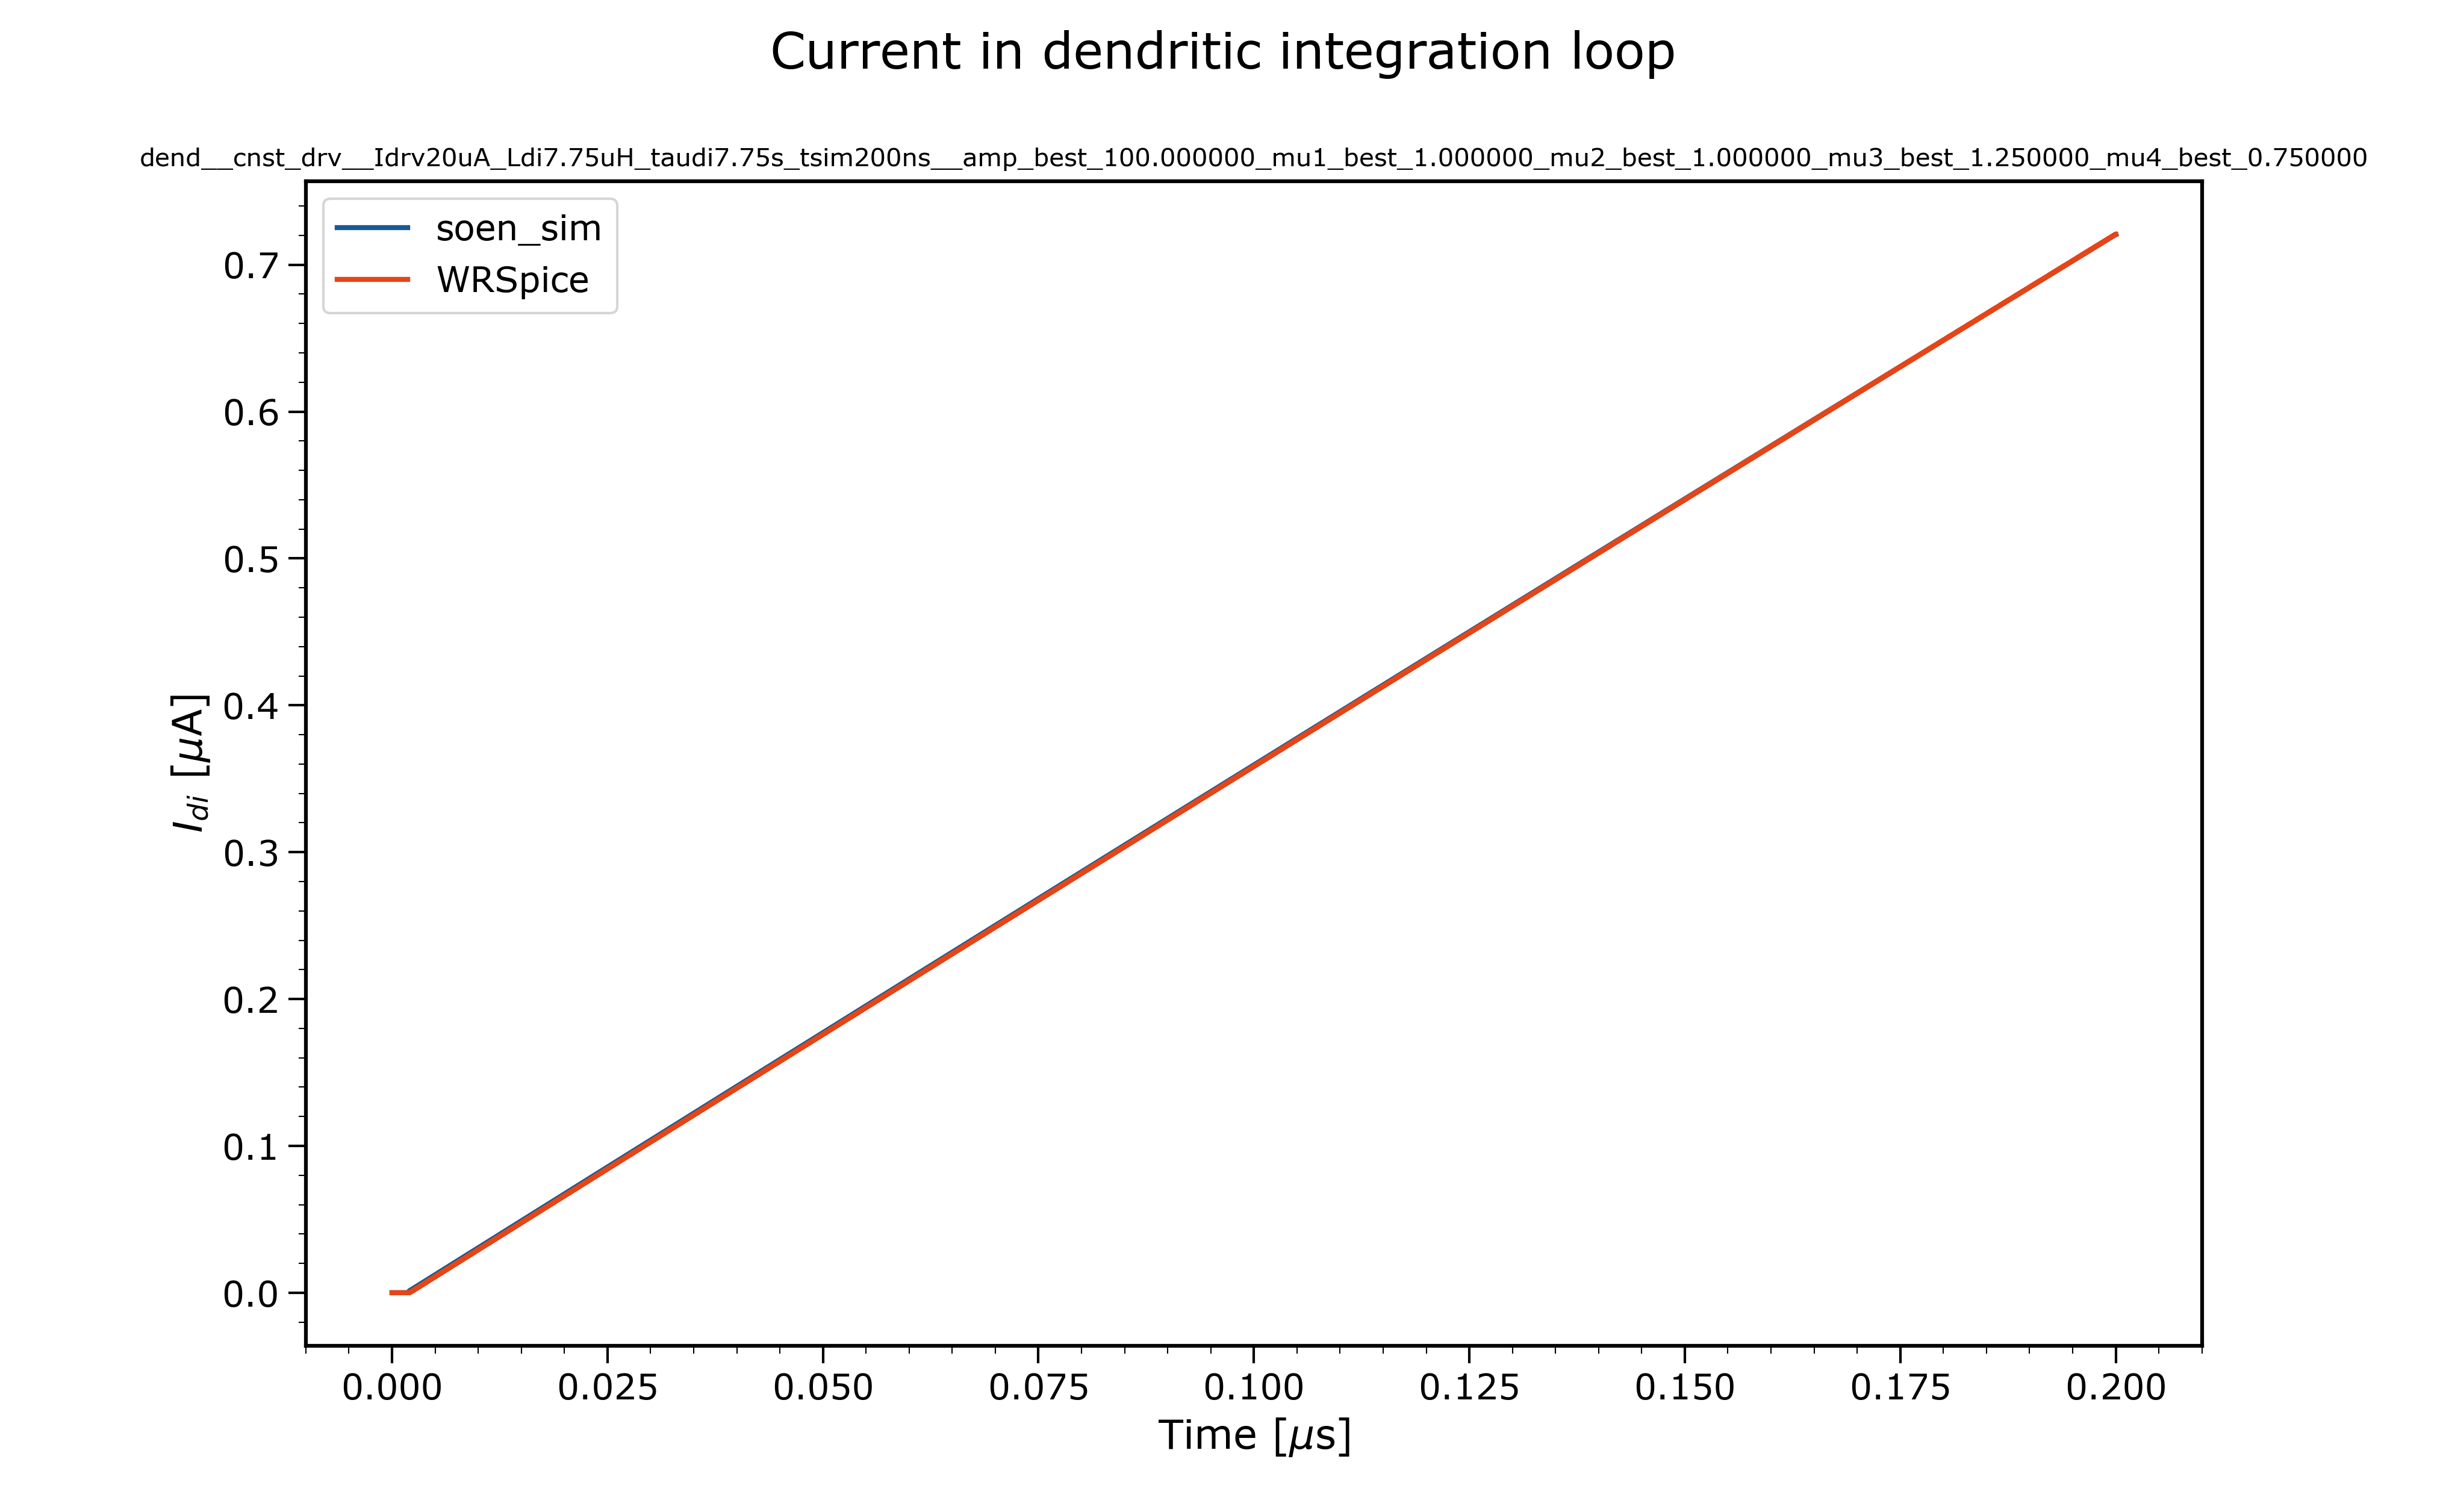 Current in dendritic integration loop
dend__cnst_drv__Idrv20uA_Ldi7.75uH_taudi7.75s_tsim200ns__amp_best_100.000000_mu1_best_1.000000_mu2_best_1.000000_mu3_best_1.250000_mu4_best_0.750000
soen_sim
WRSpice
0.7
0.6
0.5
0.4
0.3
0.2
0.1
0.0
I_di [μA]
0.000 0.025 0.050 0.075 0.100 0.125 0.150 0.175 0.200
Time [μs]